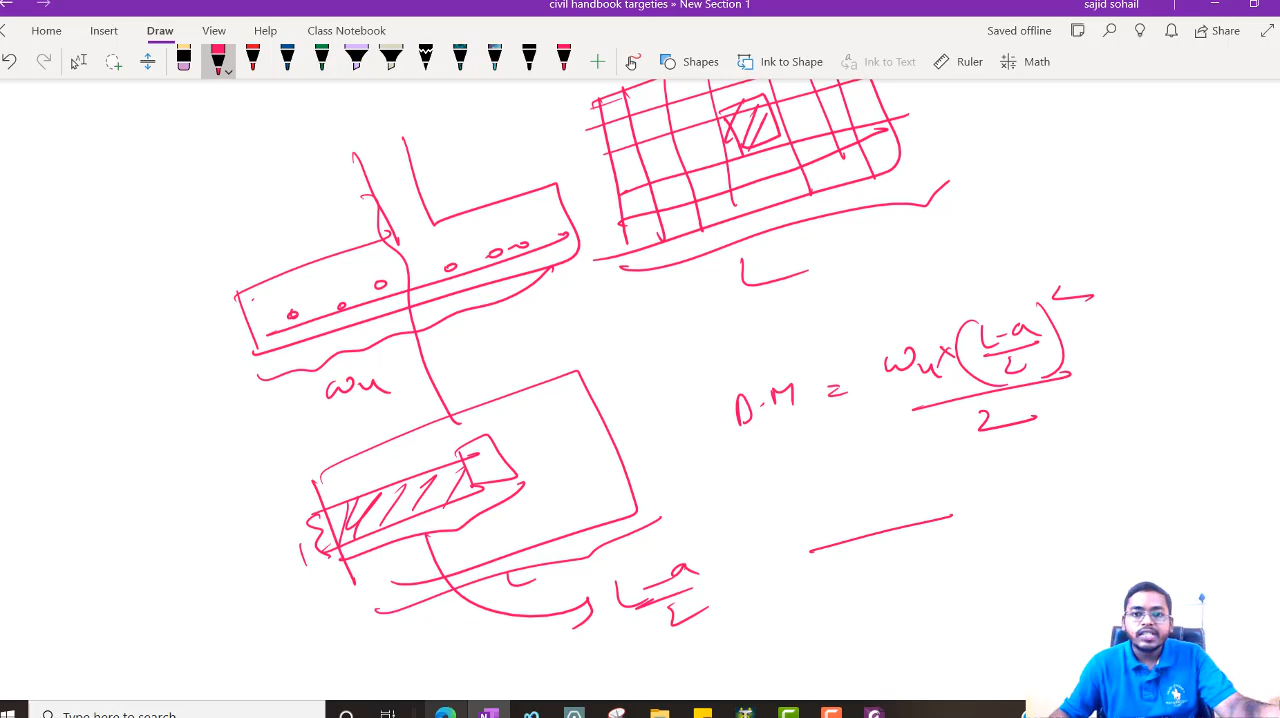 civil handbook targeties » New Section 1
sajid sohail
Home Insert Draw View Help Class Notebook
Saved offline
Share
Shapes
Ink to Shape
Ink to Text
Ruler
Math
L
wu
B.M = wu × (L-a / 2)² / 2
1
L
L-a / 2
Type here to search